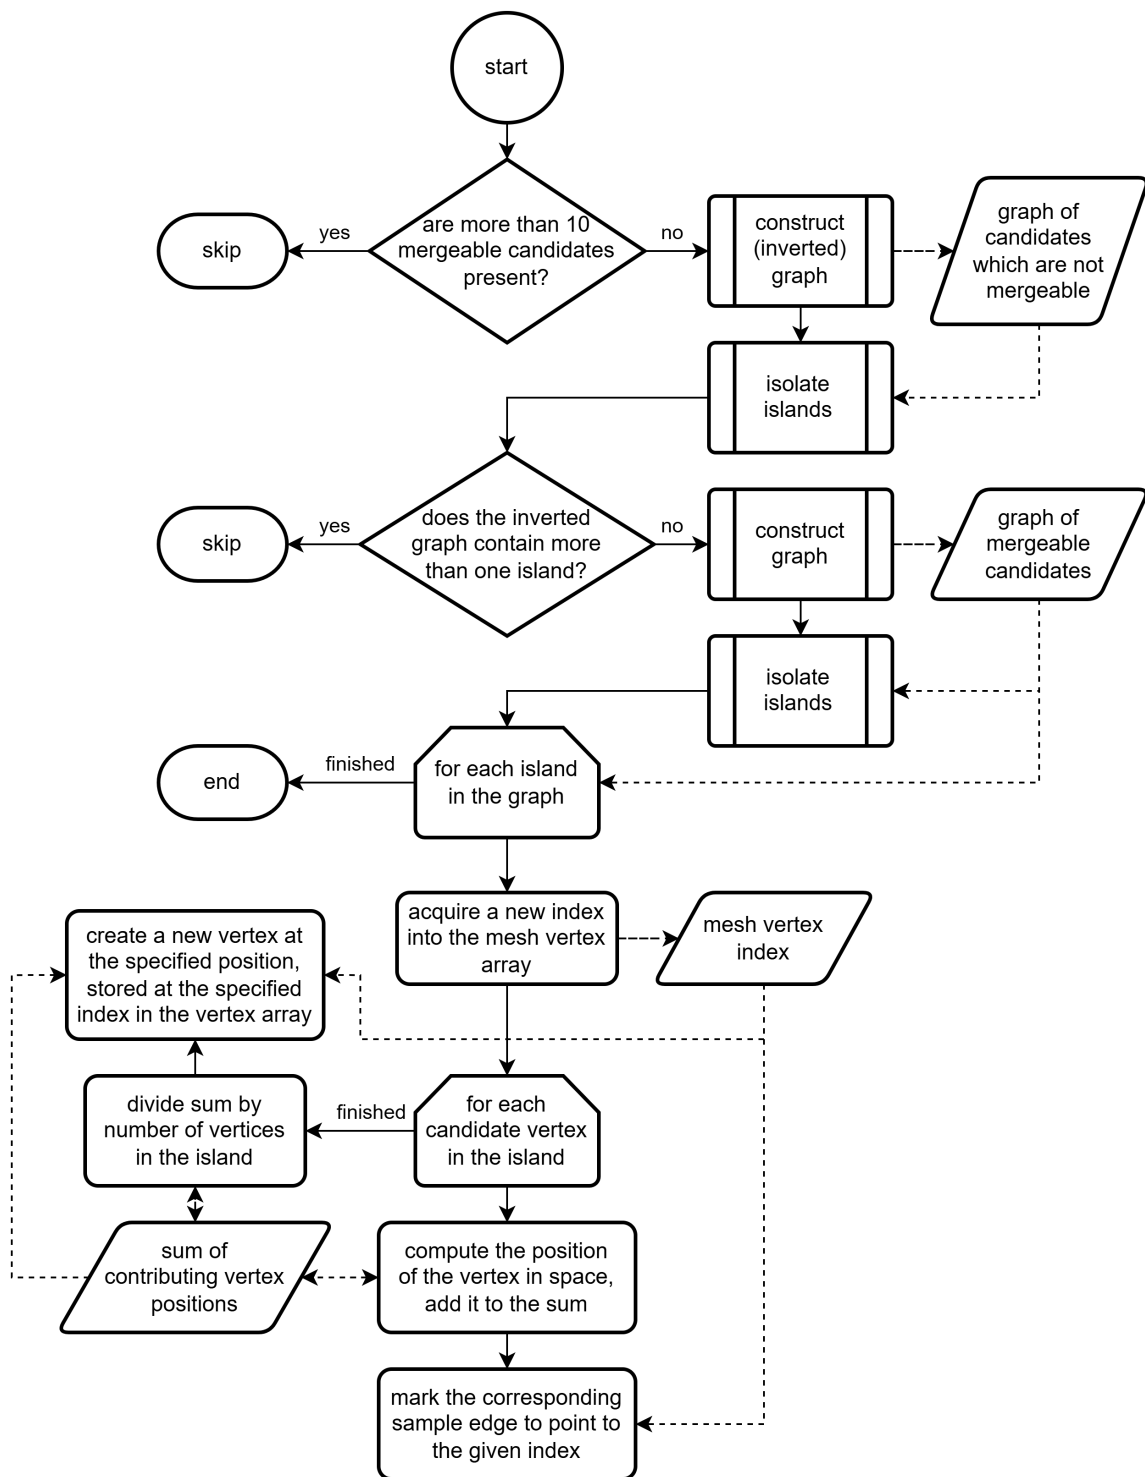 start
are more than 10
mergeable candidates
present?
yes
skip
no
construct
(inverted)
graph
graph of
candidates
which are not
mergeable
isolate
islands
does the inverted
graph contain more
than one island?
yes
skip
no
construct
graph
graph of
mergeable
candidates
isolate
islands
for each island
in the graph
finished
end
acquire a new index
into the mesh vertex
array
mesh vertex
index
create a new vertex at
the specified position,
stored at the specified
index in the vertex array
for each
candidate vertex
in the island
finished
divide sum by
number of vertices
in the island
sum of
contributing vertex
positions
compute the position
of the vertex in space,
add it to the sum
mark the corresponding
sample edge to point to
the given index